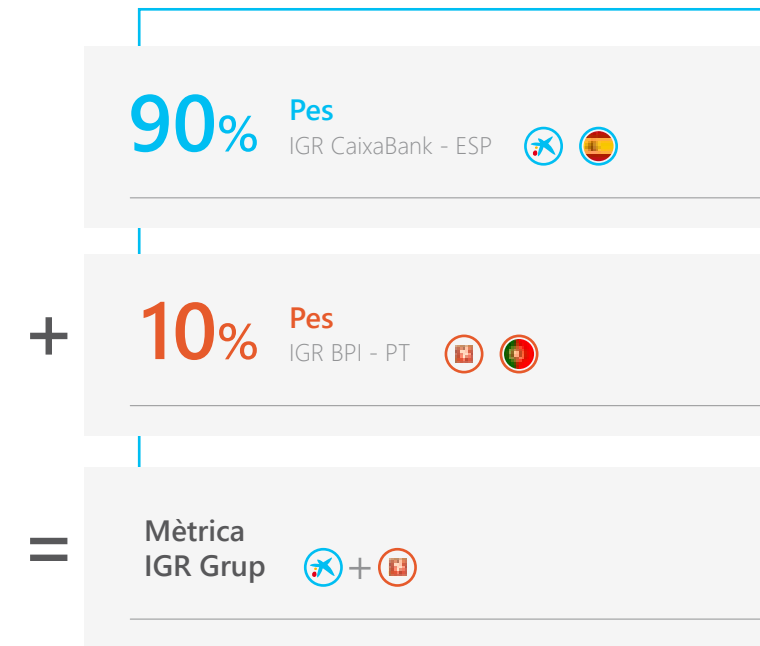 90% Pes
IGR CaixaBank - ESP
+
10% Pes
IGR BPI - PT
=
Mètrica
IGR Grup +